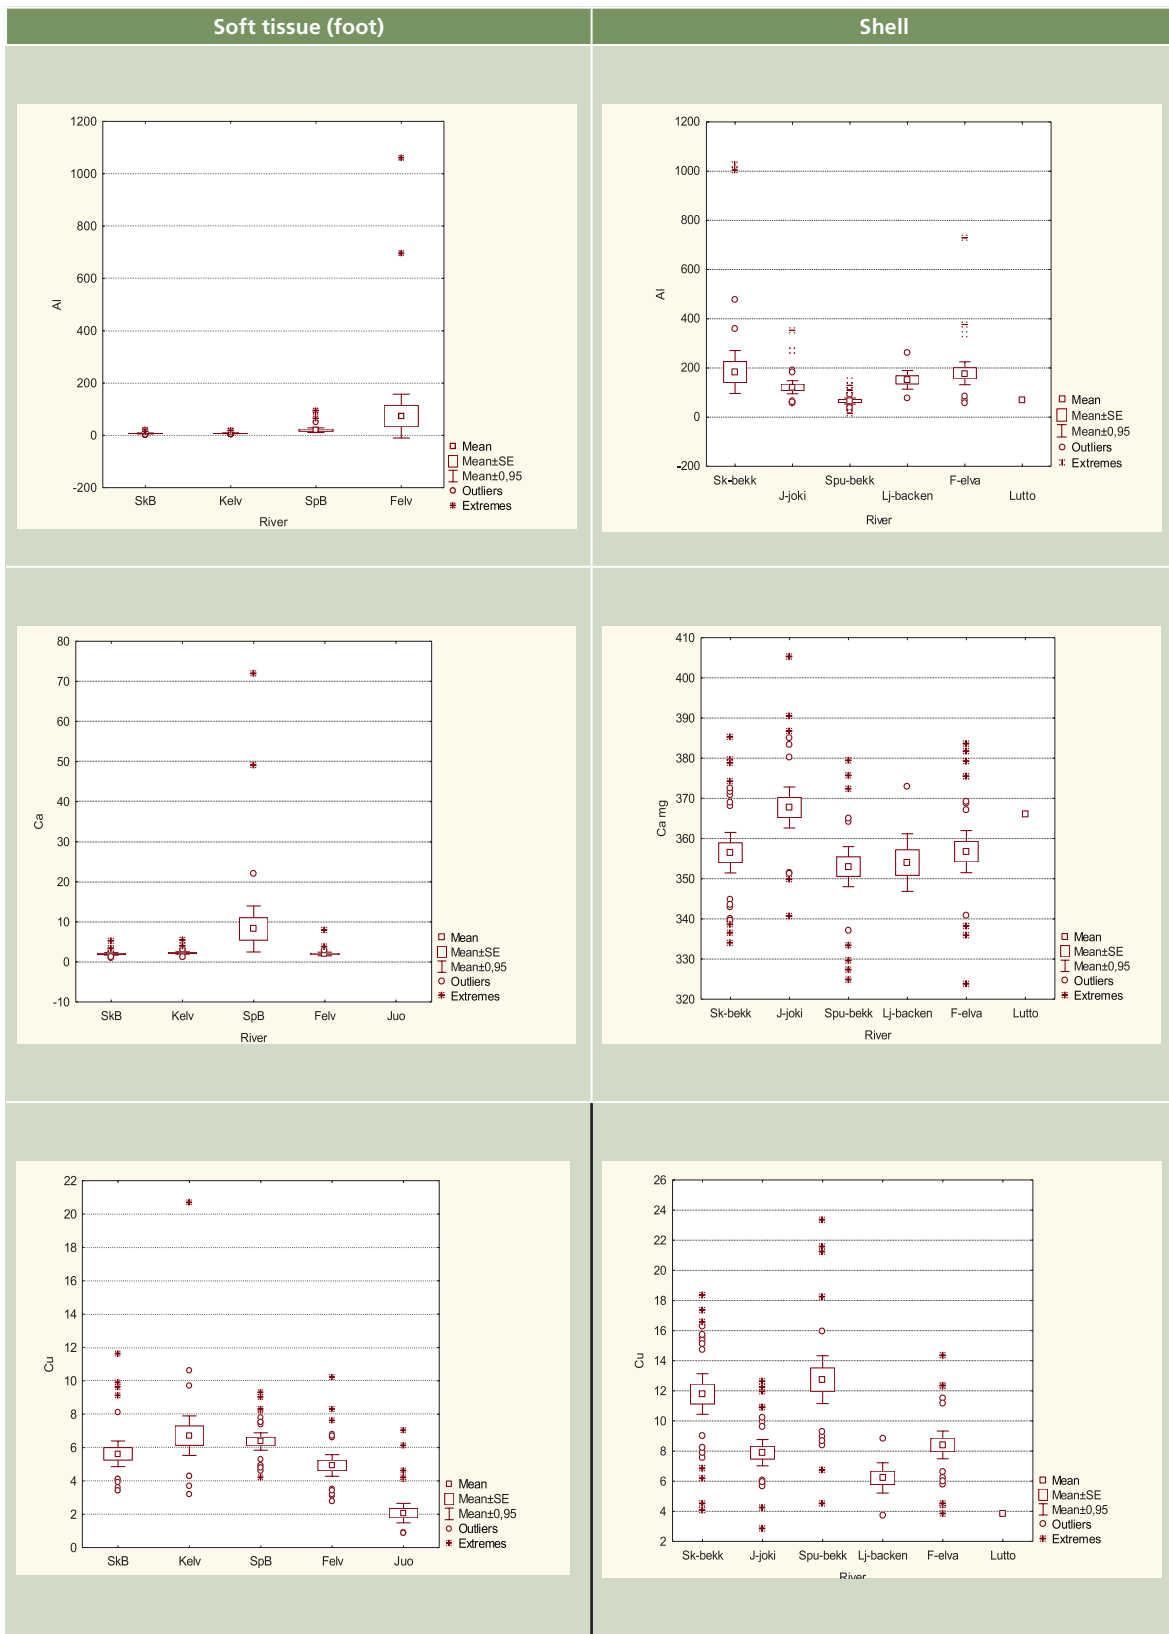 Soft tissue (foot)
Shell
1200
1000
800
600
400
200
0
-200
Al
SkB Kelv SpB Felv
River
Mean
Mean±SE
Mean±0,95
Outliers
Extremes
1200
1000
800
600
400
200
0
-200
Al
Sk-bekk Spu-bekk F-elva
J-joki Lj-backen Lutto
River
Mean
Mean±SE
Mean±0,95
Outliers
Extremes
80
70
60
50
40
30
20
10
0
-10
Ca
SkB Kelv SpB Felv Juo
River
Mean
Mean±SE
Mean±0,95
Outliers
Extremes
410
400
390
380
370
360
350
340
330
320
Ca mg
Sk-bekk J-joki Spu-bekk Lj-backen F-elva Lutto
River
Mean
Mean±SE
Mean±0,95
Outliers
Extremes
22
20
18
16
14
12
10
8
6
4
2
0
Cu
SkB Kelv SpB Felv Juo
Mean
Mean±SE
Mean±0,95
Outliers
Extremes
26
24
22
20
18
16
14
12
10
8
6
4
2
Cu
Sk-bekk J-joki Spu-bekk Lj-backen F-elva Lutto
River
Mean
Mean±SE
Mean±0,95
Outliers
Extremes